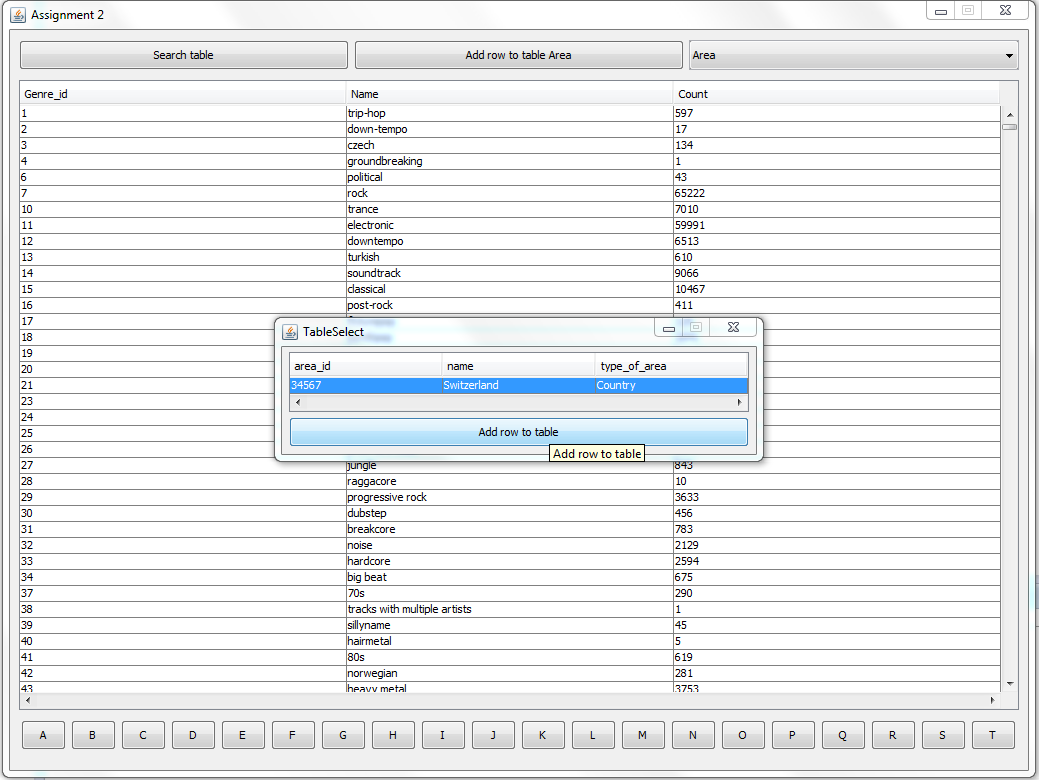 Assignment 2
Search table Add row to table Area Area
Genre_id Name Count
1 trip-hop 597
2 down-tempo 17
3 czech 134
4 groundbreaking 1
6 political 43
7 rock 65222
10 trance 7010
11 electronic 59991
12 downtempo 6513
13 turkish 610
14 soundtrack 9066
15 classical 10467
16 post-rock 411
17
18
19
20
21
23
24
25
26
TableSelect
area_id name type_of_area
34567 Switzerland Country
Add row to table
Add row to table
27 jungle 843
28 raggacore 10
29 progressive rock 3633
30 dubstep 456
31 breakcore 783
32 noise 2129
33 hardcore 2594
34 big beat 675
37 70s 290
38 tracks with multiple artists 1
39 sillyname 45
40 hairmetal 5
41 80s 619
42 norwegian 281
43 heavy metal 3753
A B C D E F G H I J K L M N O P Q R S T